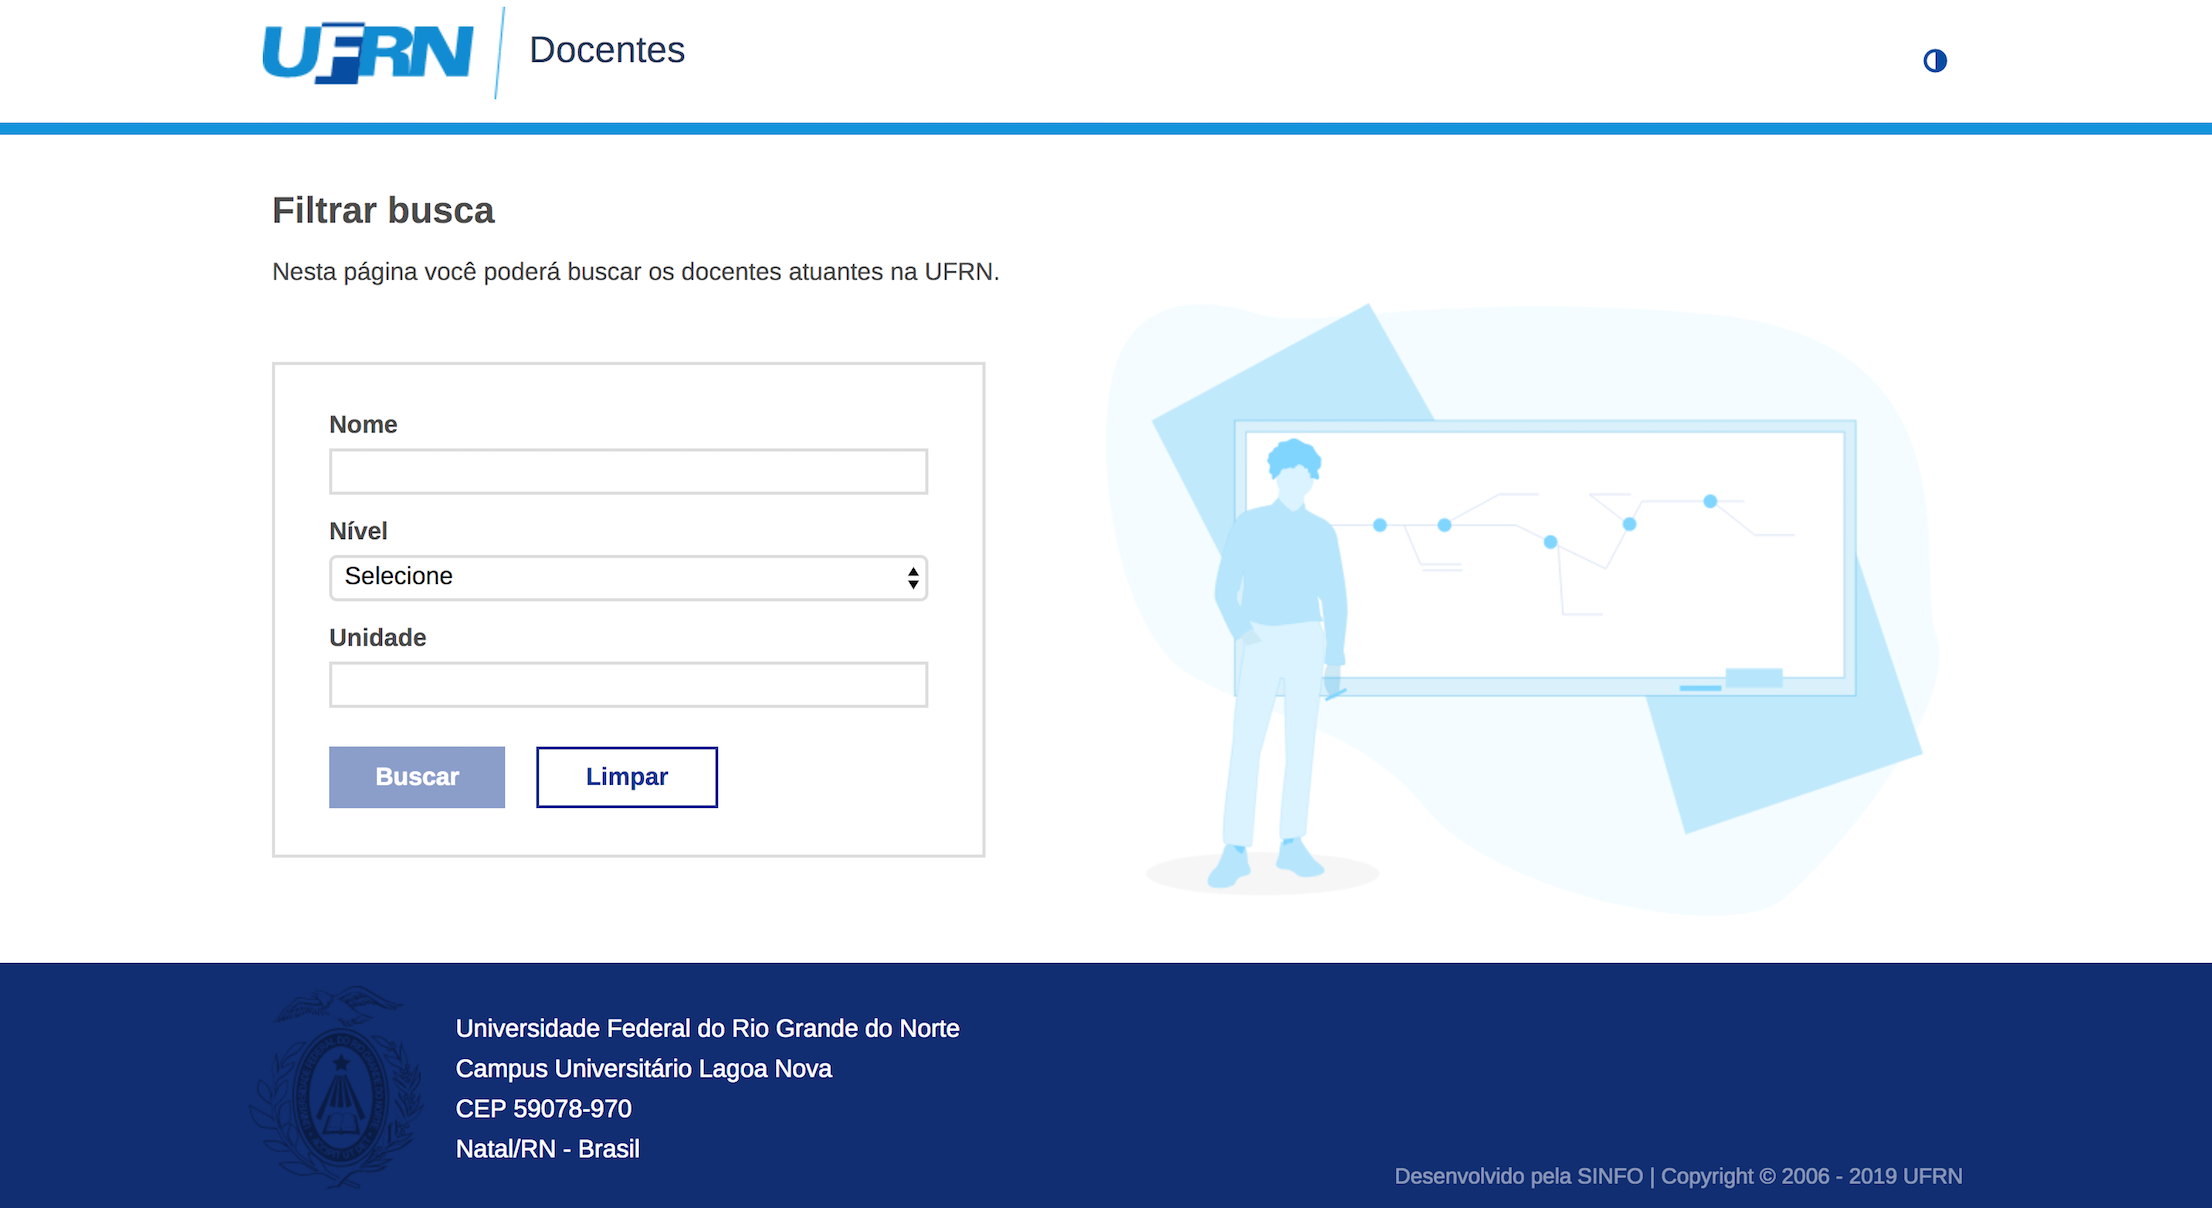 UFRN
Docentes
Filtrar busca
Nesta página você poderá buscar os docentes atuantes na UFRN.
Nome
Nível
Selecione
Unidade
Buscar
Limpar
Universidade Federal do Rio Grande do Norte
Campus Universitário Lagoa Nova
CEP 59078-970
Natal/RN - Brasil
Desenvolvido pela SINFO | Copyright © 2006 - 2019 UFRN